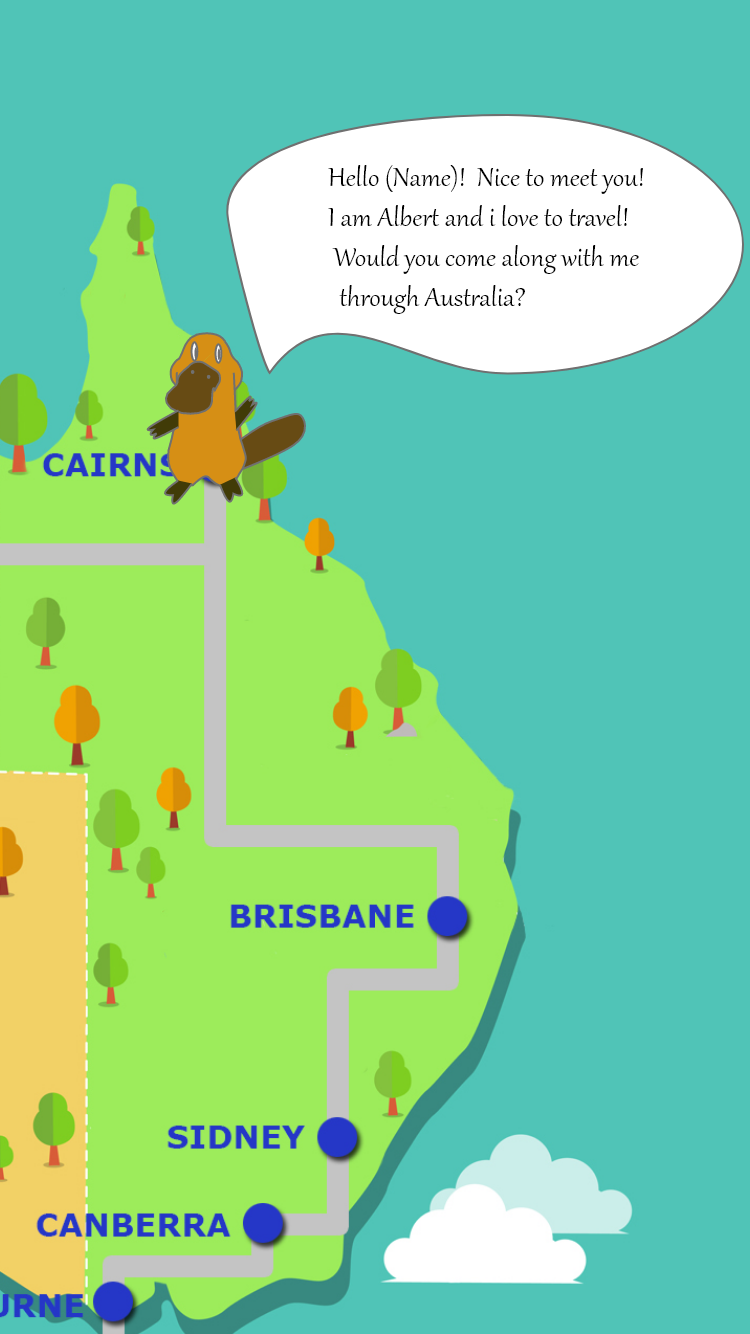 Hello (Name)!  Nice to meet you!
I am Albert and i love to travel!
Would you come along with me
through Australia?
CAIRNS
BRISBANE
SIDNEY
CANBERRA
URNE